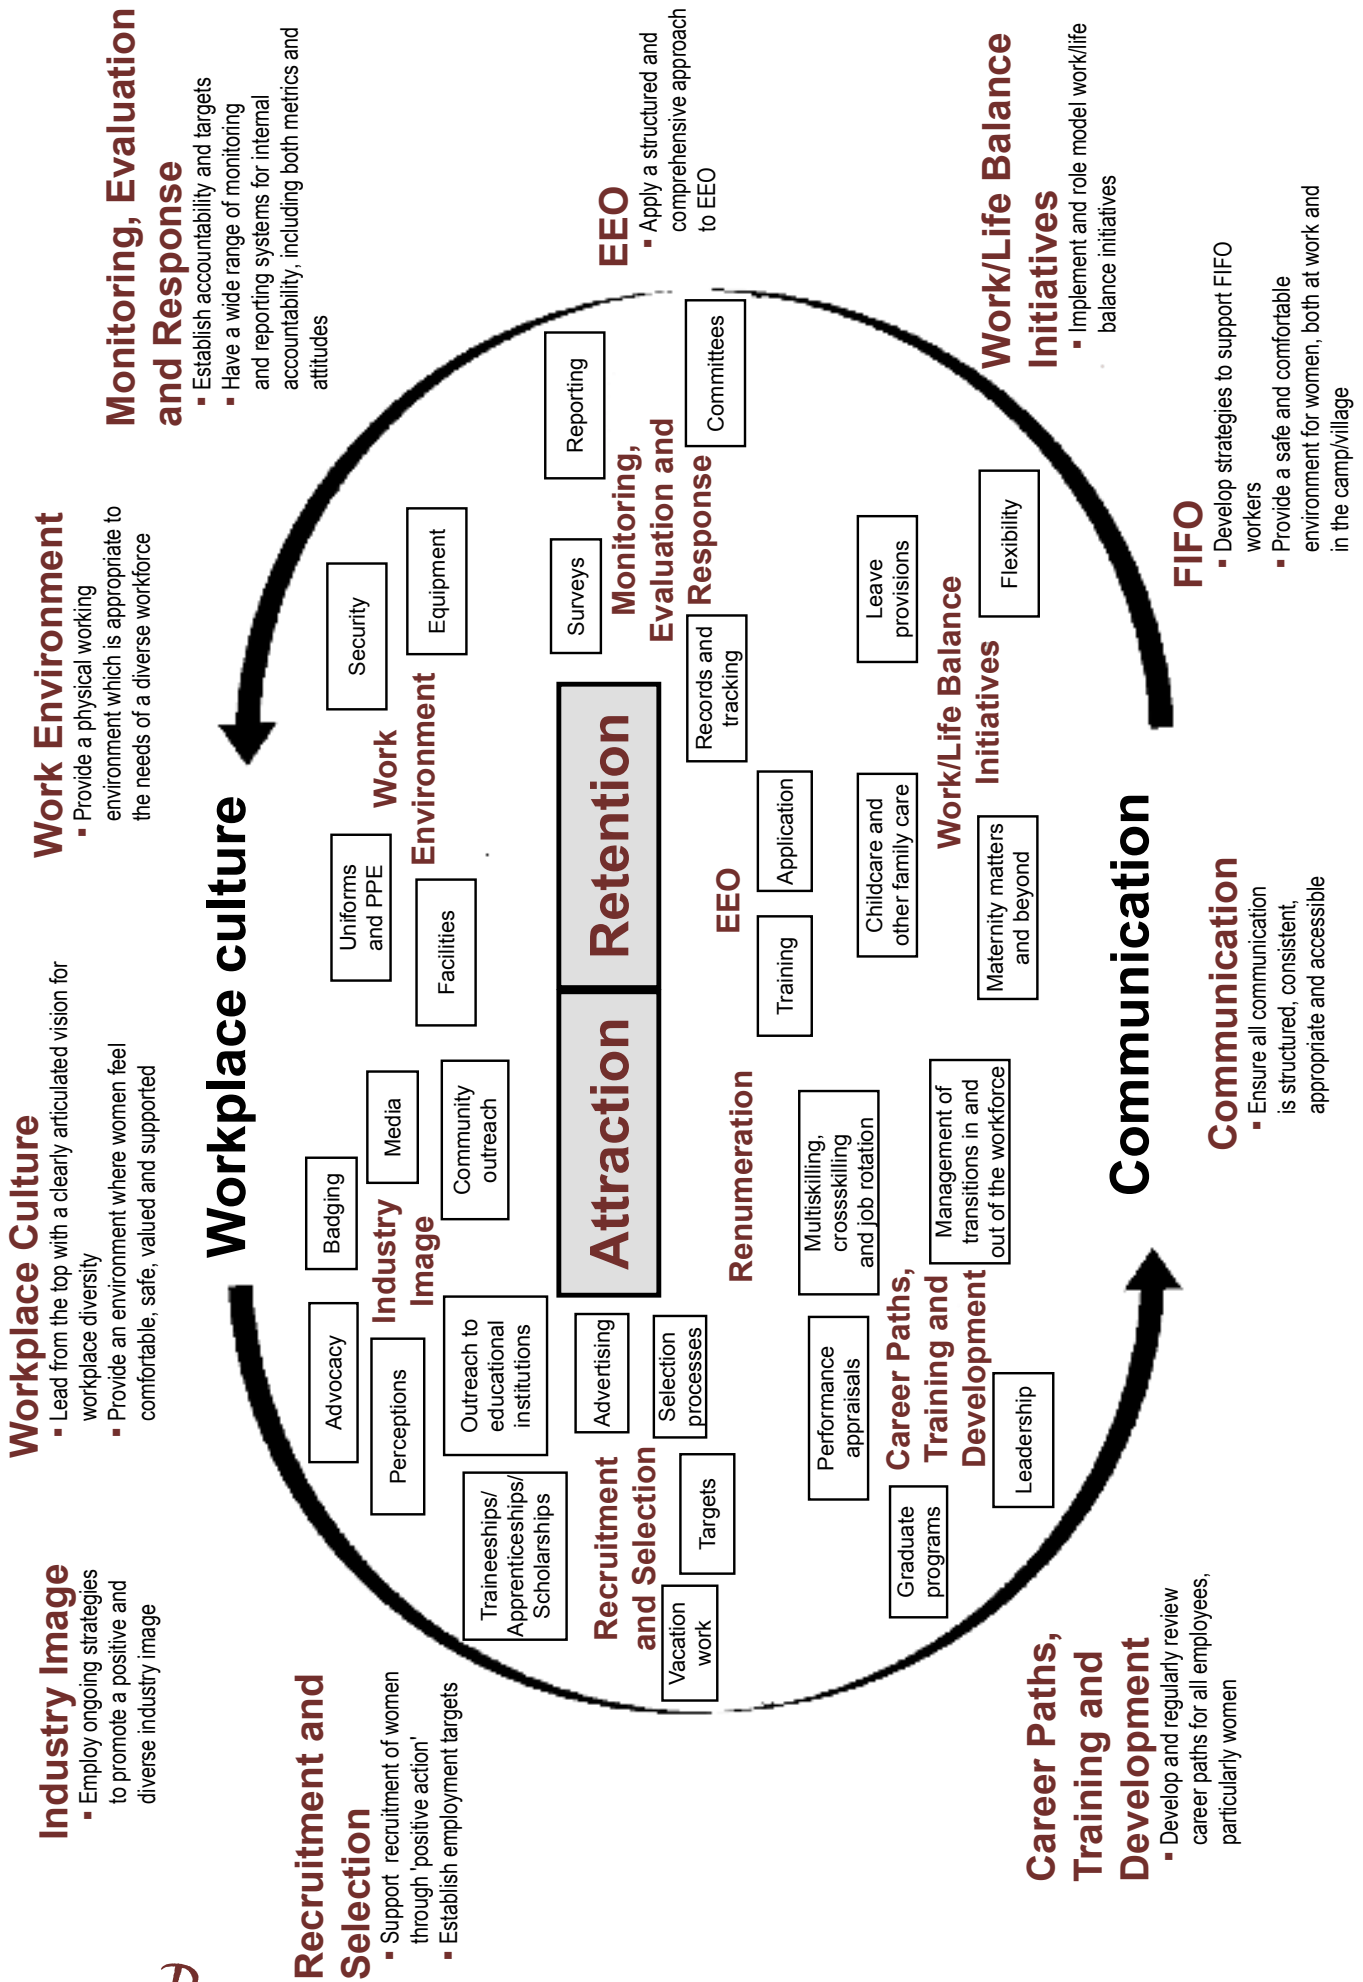 Industry Image
▪ Employ ongoing strategies
to promote a positive and
diverse industry image
Workplace Culture
▪ Lead from the top with a clearly articulated vision for
workplace diversity
▪ Provide an environment where women feel
comfortable, safe, valued and supported
Work Environment
▪ Provide a physical working
environment which is appropriate to
the needs of a diverse workforce
Monitoring, Evaluation
and Response
▪ Establish accountability and targets
▪ Have a wide range of monitoring
and reporting systems for internal
accountability, including both metrics and
attitudes
Recruitment and
Selection
▪ Support recruitment of women
through 'positive action'
▪ Establish employment targets
Workplace culture
Advocacy
Badging
Perceptions
Media
Industry
Image
Outreach to
educational
institutions
Community
outreach
Uniforms
and PPE
Security
Work
Environment
Facilities
Equipment
Traineeships/
Apprenticeships/
Scholarships
Advertising
Recruitment
and Selection
Selection
processes
Vacation
work
Targets
Attraction
Retention
Surveys
Reporting
Monitoring,
Evaluation and
Response
Records and
tracking
Committees
EEO
▪ Apply a structured and
comprehensive approach
to EEO
Renumeration
EEO
Training
Application
Performance
appraisals
Multiskilling,
crossskilling
and job rotation
Career Paths,
Training and
Development
Graduate
programs
Management of
transitions in and
out of the workforce
Leadership
Childcare and
other family care
Leave
provisions
Work/Life Balance
Initiatives
Maternity matters
and beyond
Flexibility
Work/Life Balance
Initiatives
▪ Implement and role model work/life
balance initiatives
Communication
Career Paths,
Training and
Development
▪ Develop and regularly review
career paths for all employees,
particularly women
Communication
▪ Ensure all communication
is structured, consistent,
appropriate and accessible
FIFO
▪ Develop strategies to support FIFO
workers
▪ Provide a safe and comfortable
environment for women, both at work and
in the camp/village